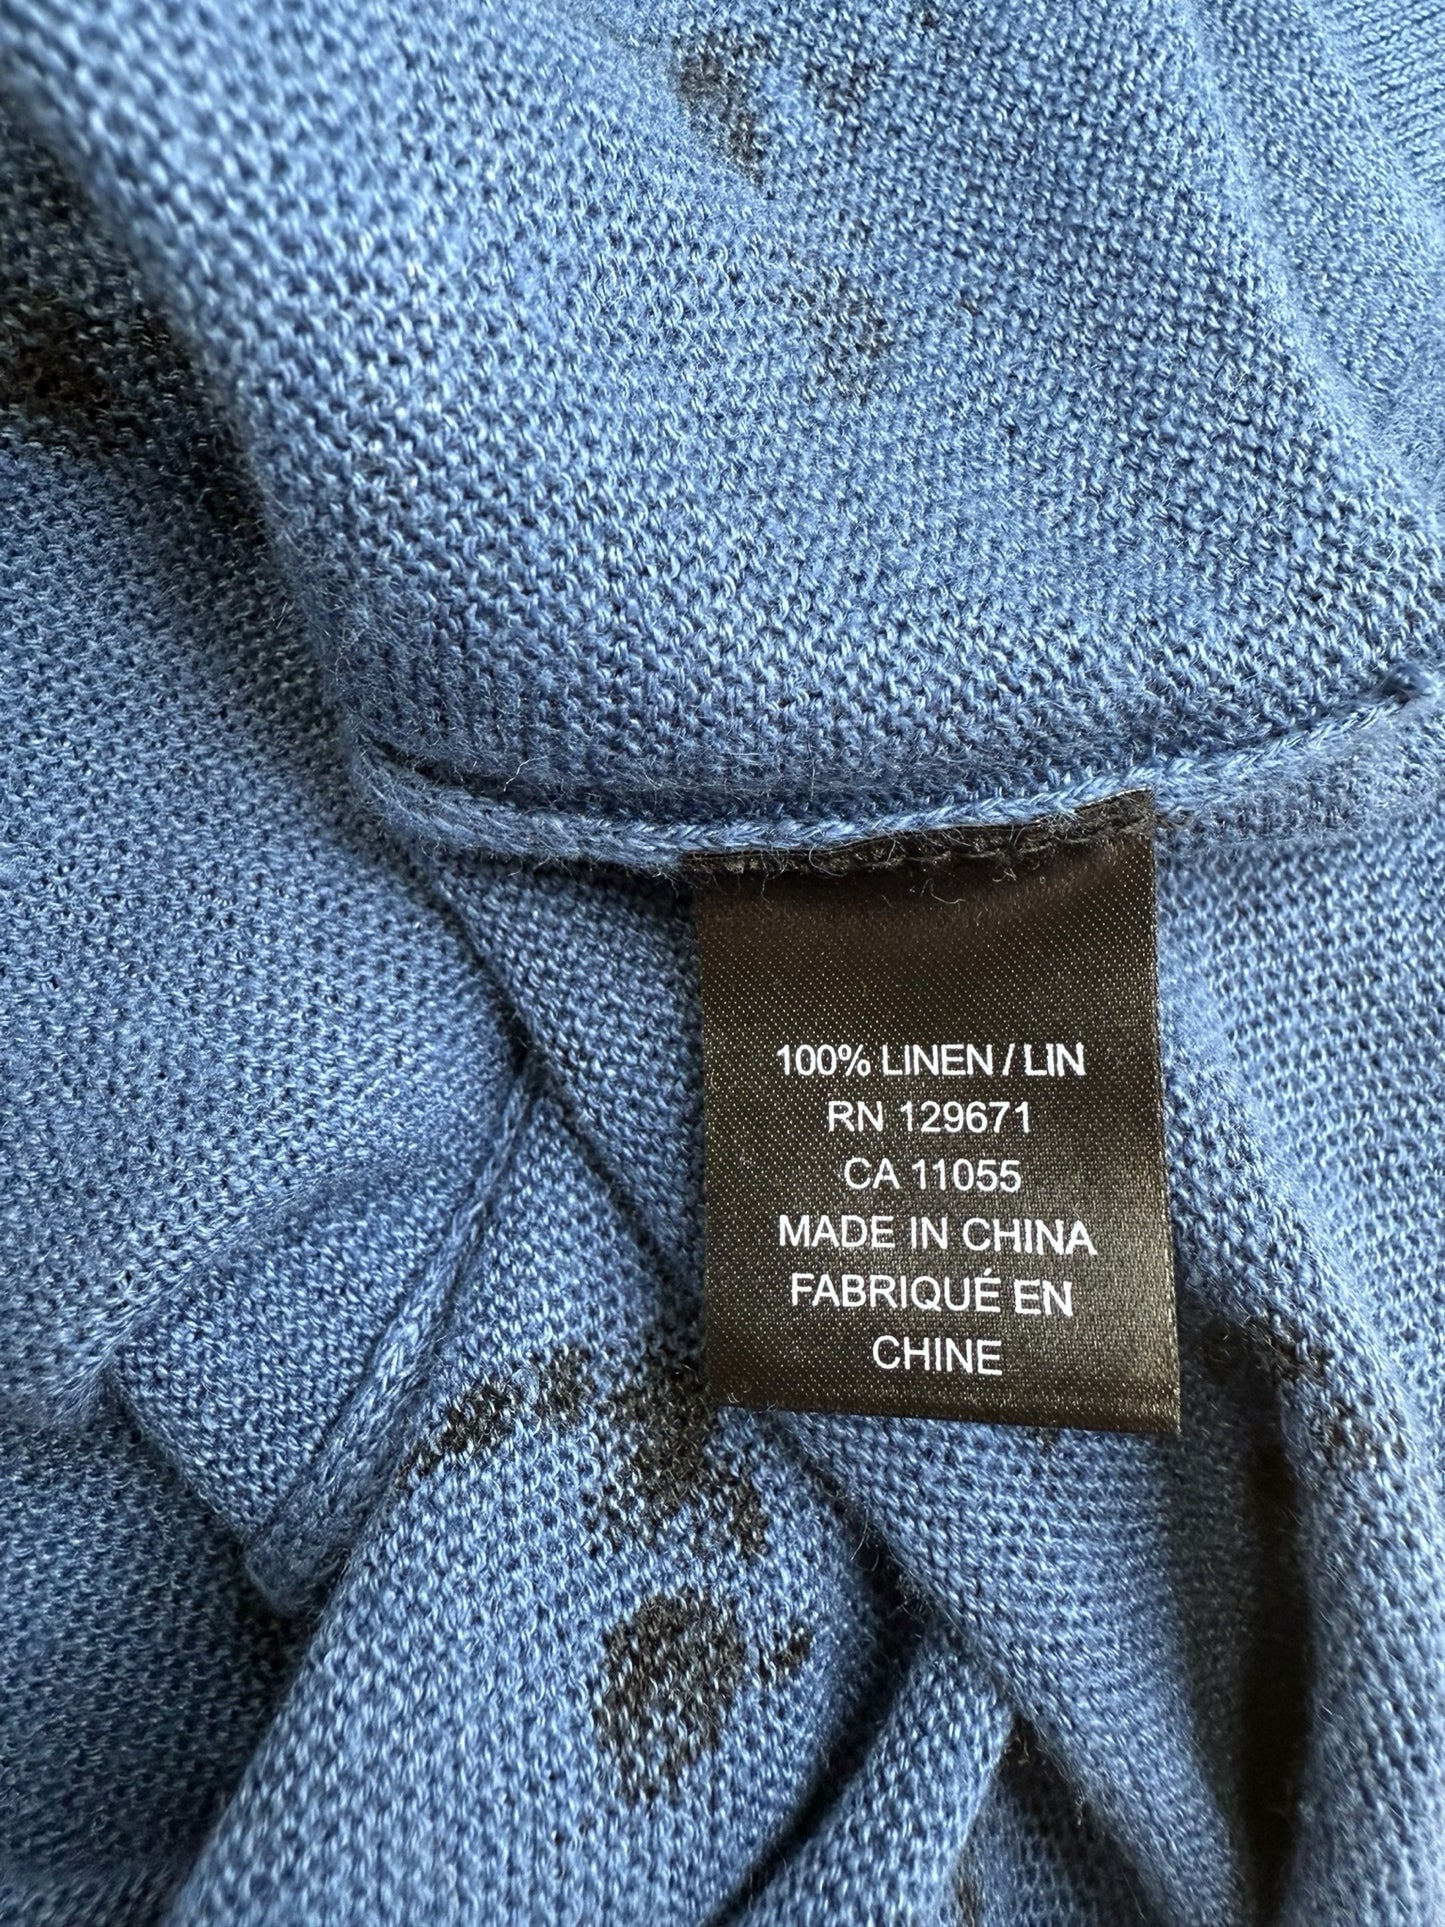 100% LINEN / LIN
RN 129671
CA 11055
MADE IN CHINA
FABRIQUÉ EN
CHINE